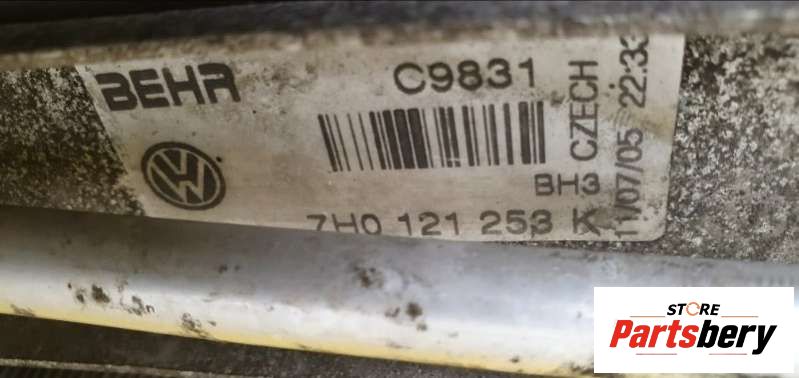 BEHR
C9831
CZECH
11/07/05 22:33
BH3
7H0 121 253 K
STORE
Partsbery